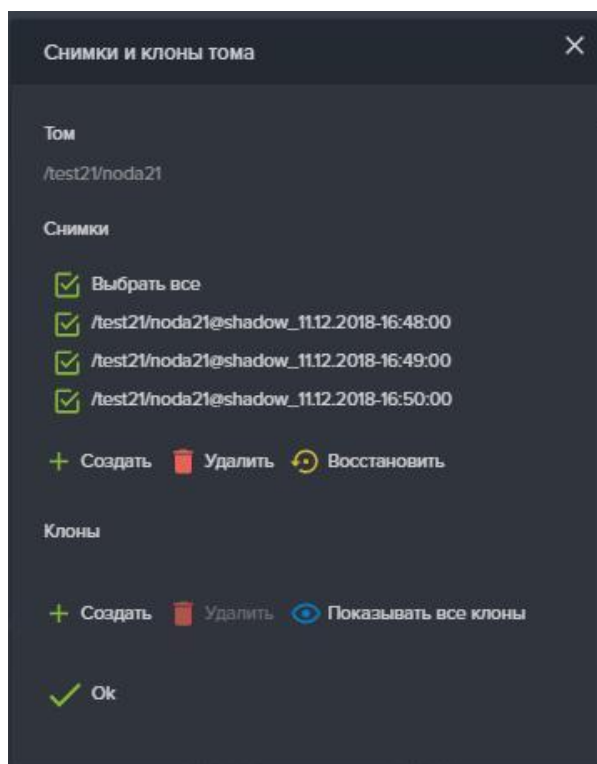 Снимки и клоны тома
Том
/test21/noda21
Снимки
Выбрать все
/test21/noda21@shadow_11.12.2018-16:48:00
/test21/noda21@shadow_11.12.2018-16:49:00
/test21/noda21@shadow_11.12.2018-16:50:00
Создать Удалить Восстановить
Клоны
Создать Удалить Показывать все клоны
Ok